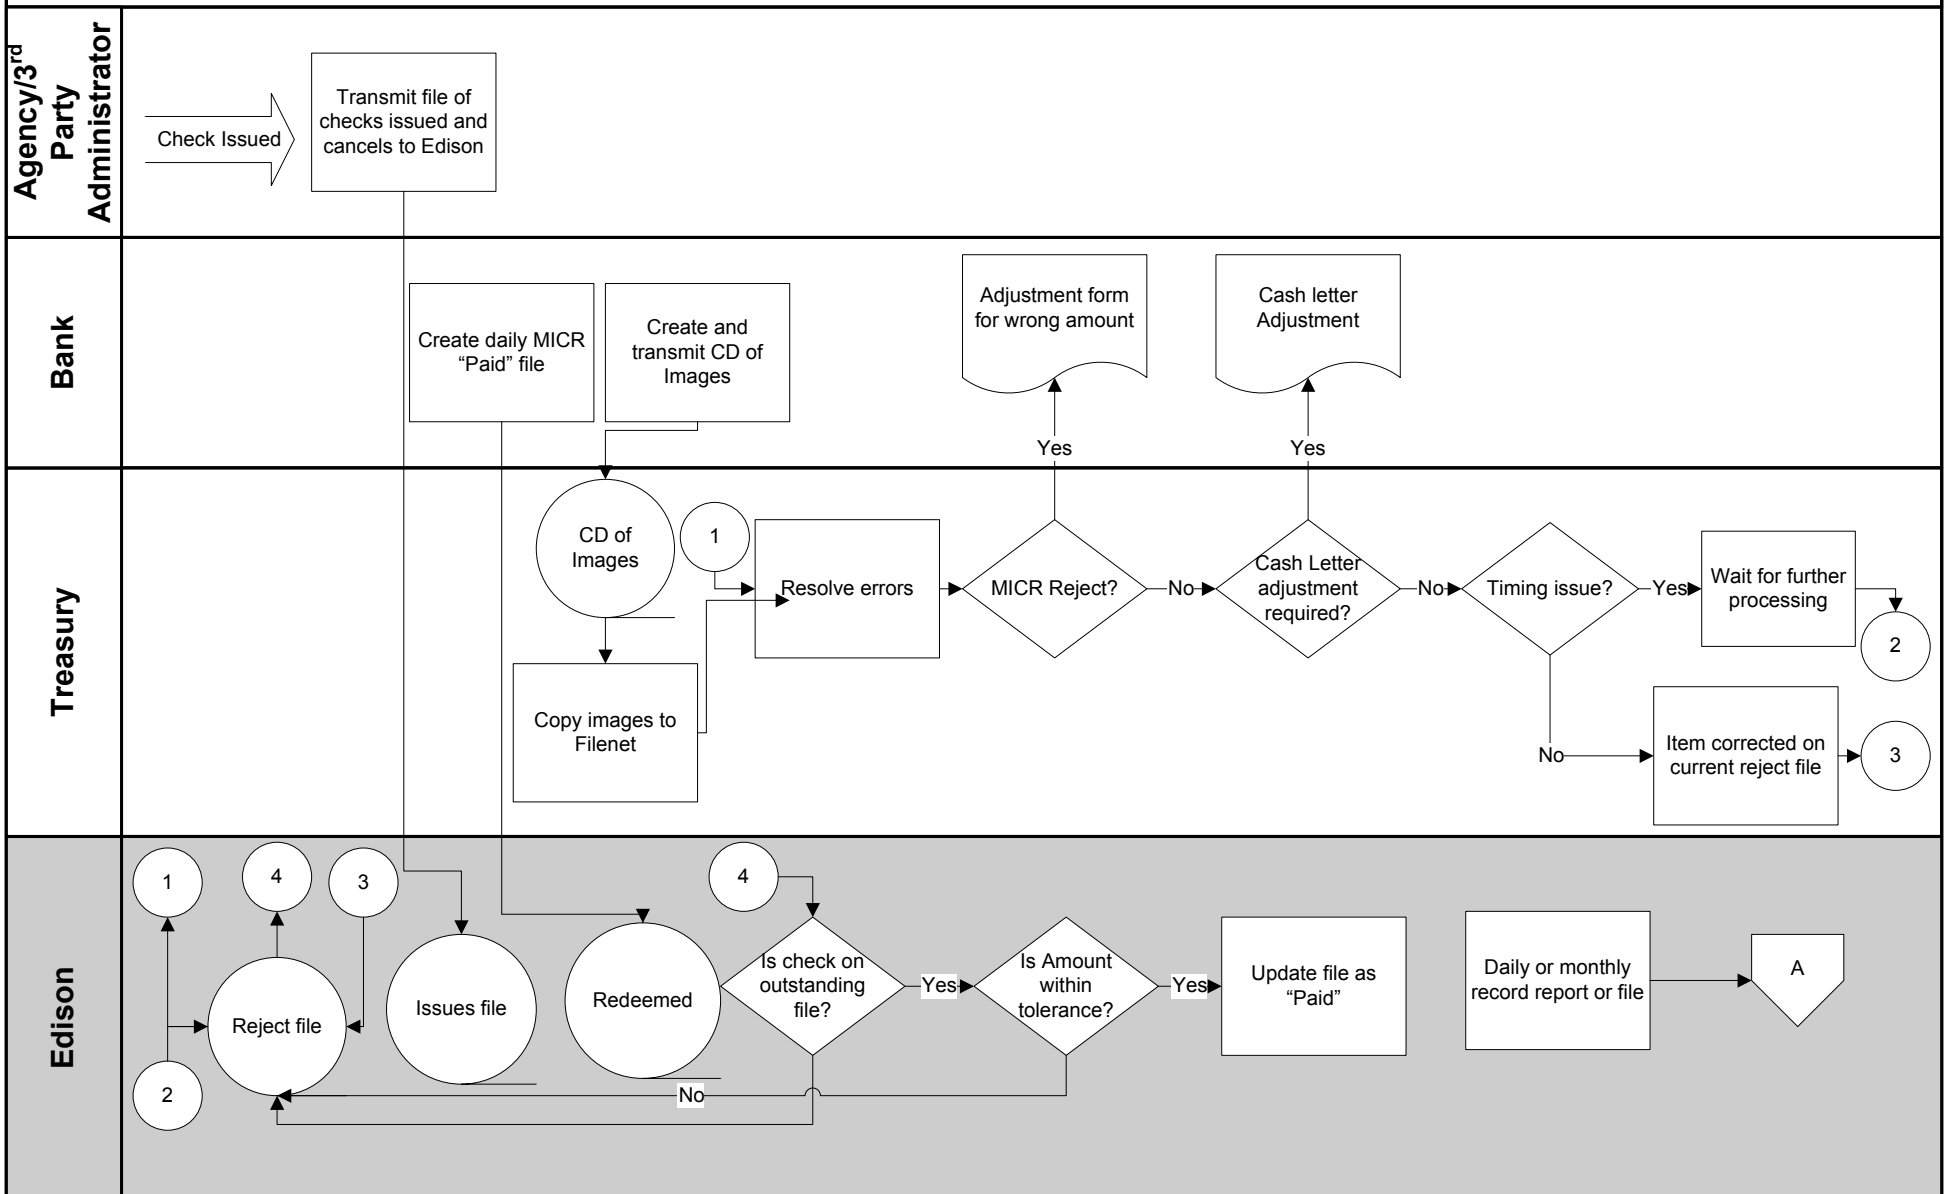 Agency/3rd
Party
Administrator
Check Issued
Transmit file of
checks issued and
cancels to Edison
Bank
Create daily MICR
“Paid” file
Create and
transmit CD of
Images
Adjustment form
for wrong amount
Cash letter
Adjustment
Yes
Yes
Treasury
CD of
Images
1
Resolve errors
MICR Reject?
No
Cash Letter
adjustment
required?
No
Timing issue?
Yes
Wait for further
processing
2
Copy images to
Filenet
No
Item corrected on
current reject file
3
Edison
1
4
3
4
Reject file
2
Issues file
Redeemed
Is check on
outstanding
file?
Yes
Is Amount
within
tolerance?
Yes
Update file as
“Paid”
Daily or monthly
record report or file
A
No